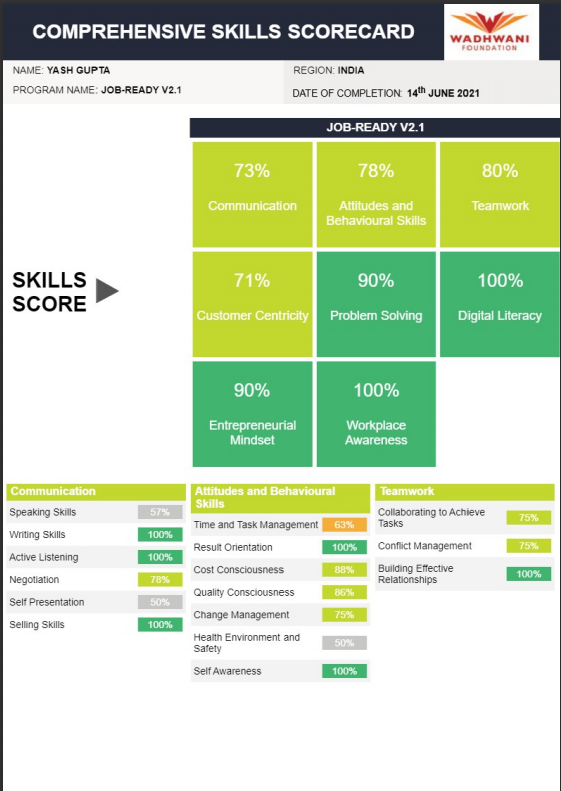 COMPREHENSIVE SKILLS SCORECARD
WADHWANI
FOUNDATION
NAME: YASH GUPTA
REGION: INDIA
PROGRAM NAME: JOB-READY V2.1
DATE OF COMPLETION: 14th JUNE 2021
JOB-READY V2.1
73%
Communication
78%
Attitudes and
Behavioural Skills
80%
Teamwork
SKILLS
SCORE
71%
Customer Centricity
90%
Problem Solving
100%
Digital Literacy
90%
Entrepreneurial
Mindset
100%
Workplace
Awareness
Communication
Speaking Skills 57%
Writing Skills 100%
Active Listening 100%
Negotiation 78%
Self Presentation 50%
Selling Skills 100%
Attitudes and Behavioural
Skills
Time and Task Management 63%
Result Orientation 100%
Cost Consciousness 88%
Quality Consciousness 86%
Change Management 75%
Health Environment and
Safety 50%
Self Awareness 100%
Teamwork
Collaborating to Achieve
Tasks 75%
Conflict Management 75%
Building Effective
Relationships 100%